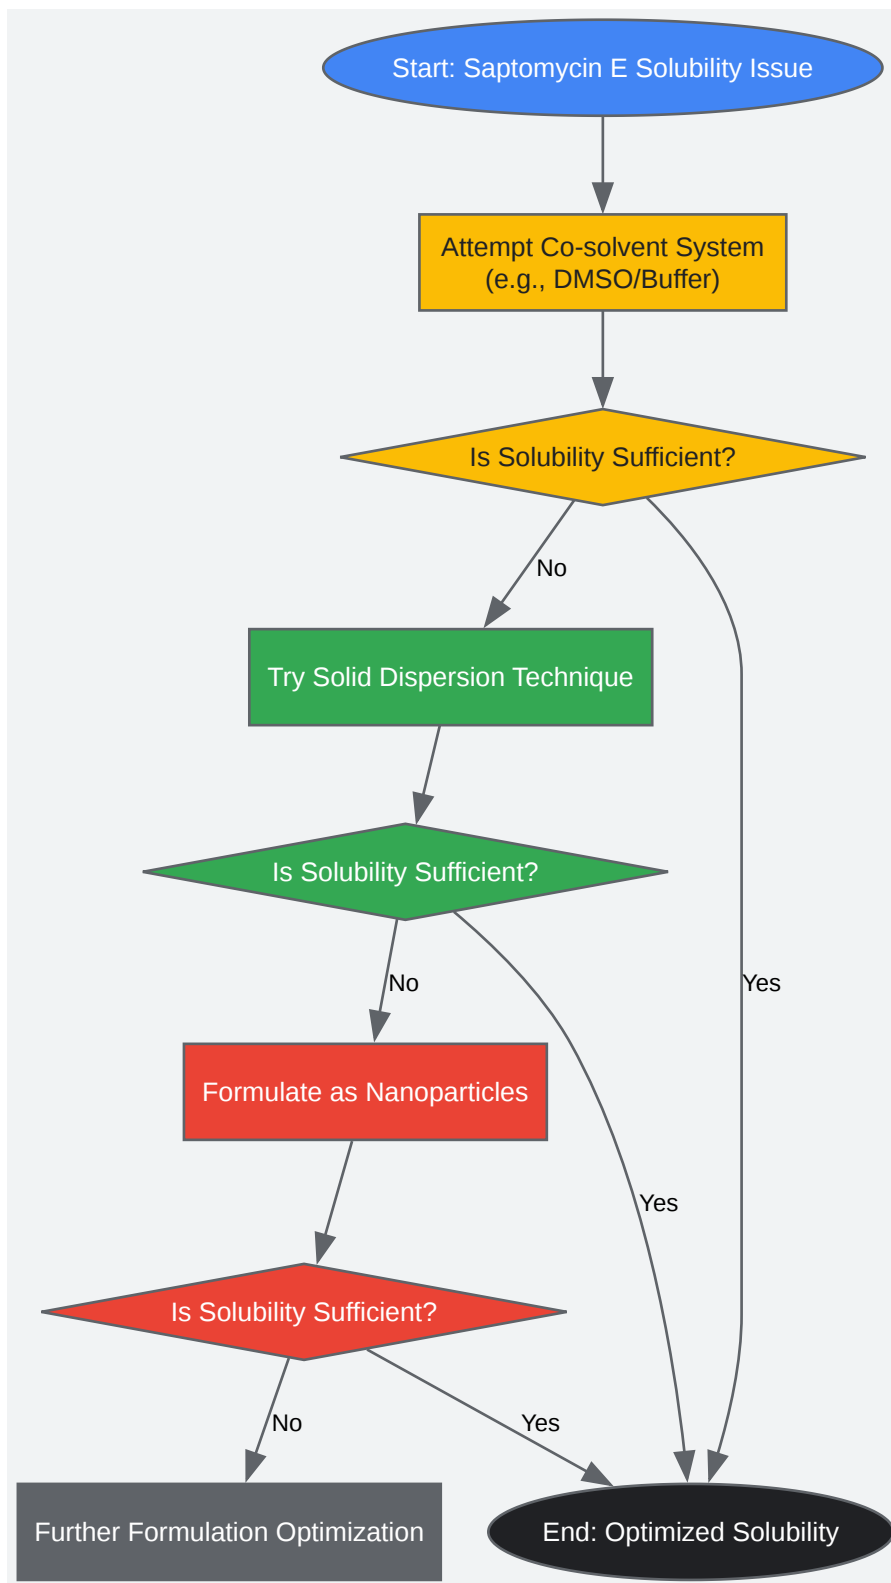 Start: Saptomycin E Solubility Issue
Attempt Co-solvent System
(e.g., DMSO/Buffer)
Is Solubility Sufficient?
No
Try Solid Dispersion Technique
Is Solubility Sufficient?
No
Yes
Formulate as Nanoparticles
Yes
Is Solubility Sufficient?
No
Yes
Further Formulation Optimization
End: Optimized Solubility